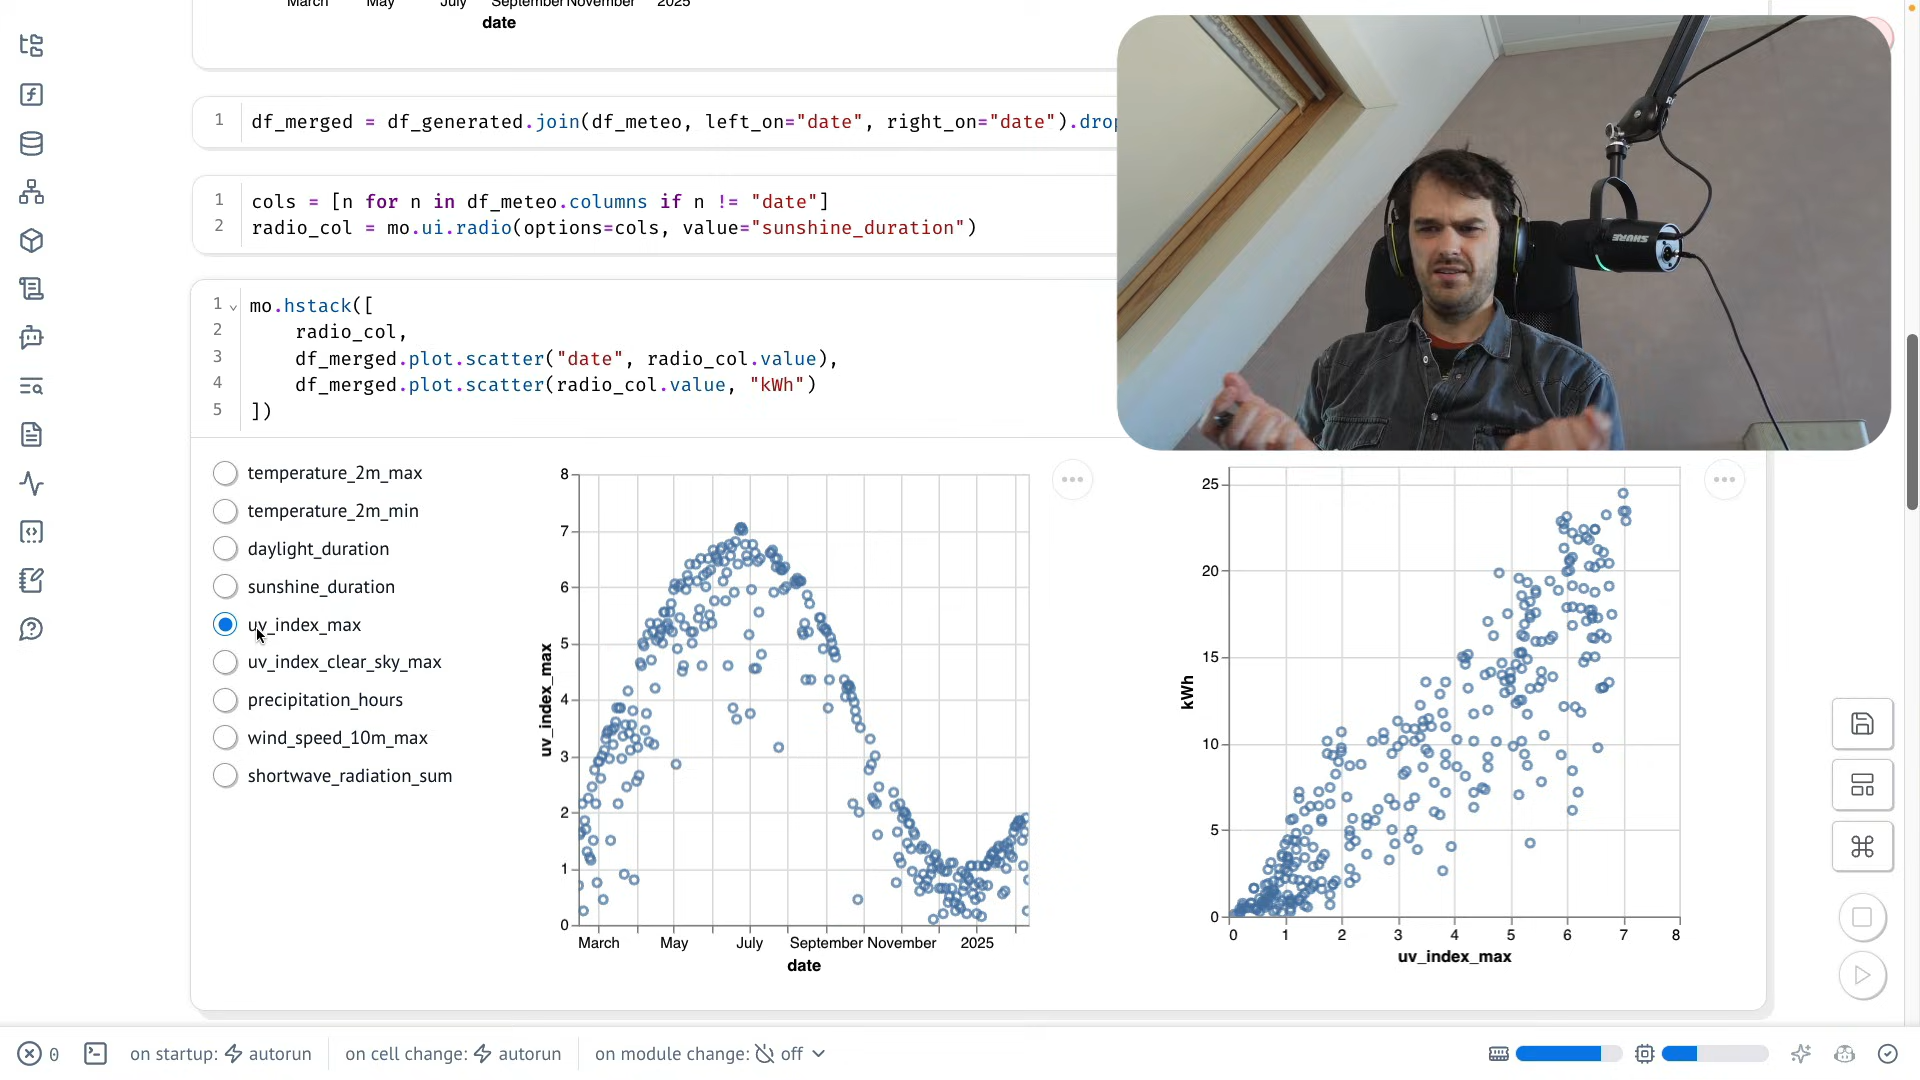 March May July September November 2025
date
1 df_merged = df_generated.join(df_meteo, left_on="date", right_on="date").drop
1 cols = [n for n in df_meteo.columns if n != "date"]
2 radio_col = mo.ui.radio(options=cols, value="sunshine_duration")
1 mo.hstack([
2 radio_col,
3 df_merged.plot.scatter("date", radio_col.value),
4 df_merged.plot.scatter(radio_col.value, "kWh")
5 ])
SHURE
temperature_2m_max
temperature_2m_min
daylight_duration
sunshine_duration
uv_index_max
uv_index_clear_sky_max
precipitation_hours
wind_speed_10m_max
shortwave_radiation_sum
8
7
6
5
4
3
2
1
0
uv_index_max
March May July September November 2025
date
25
20
15
10
5
0
kWh
0 1 2 3 4 5 6 7 8
uv_index_max
0 on startup: autorun on cell change: autorun on module change: off